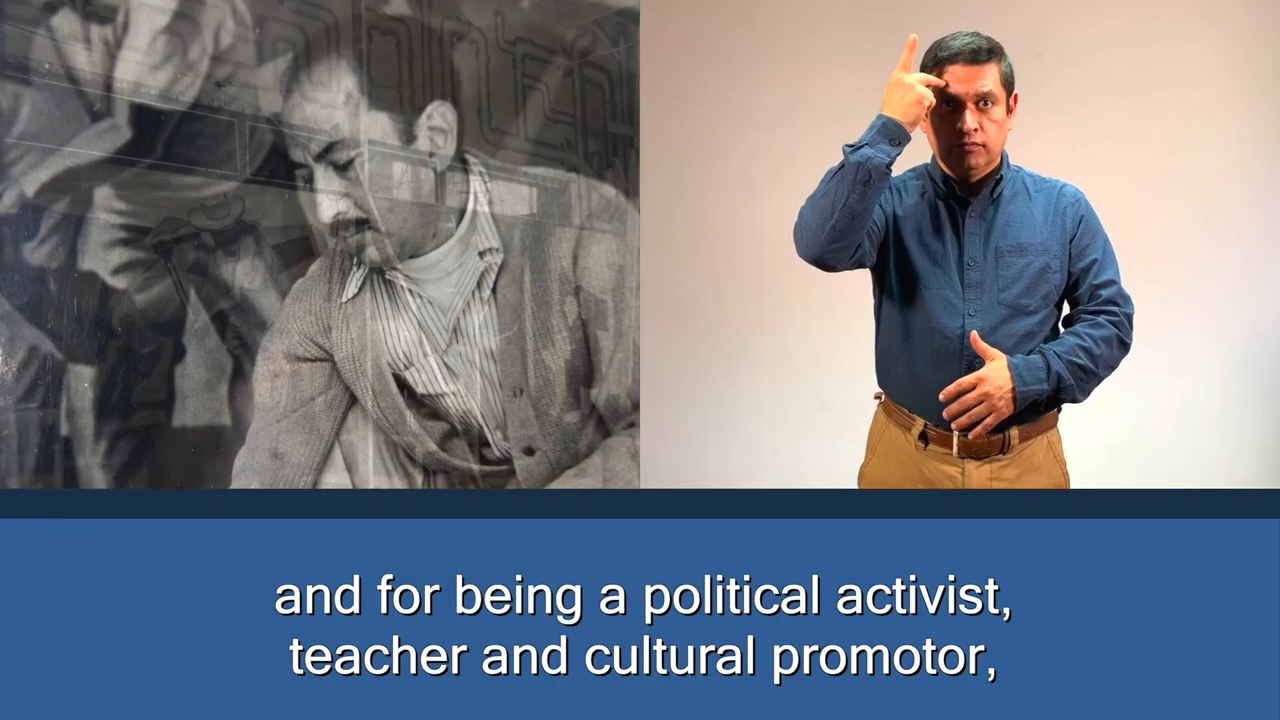 and for being a political activist,
teacher and cultural promotor,